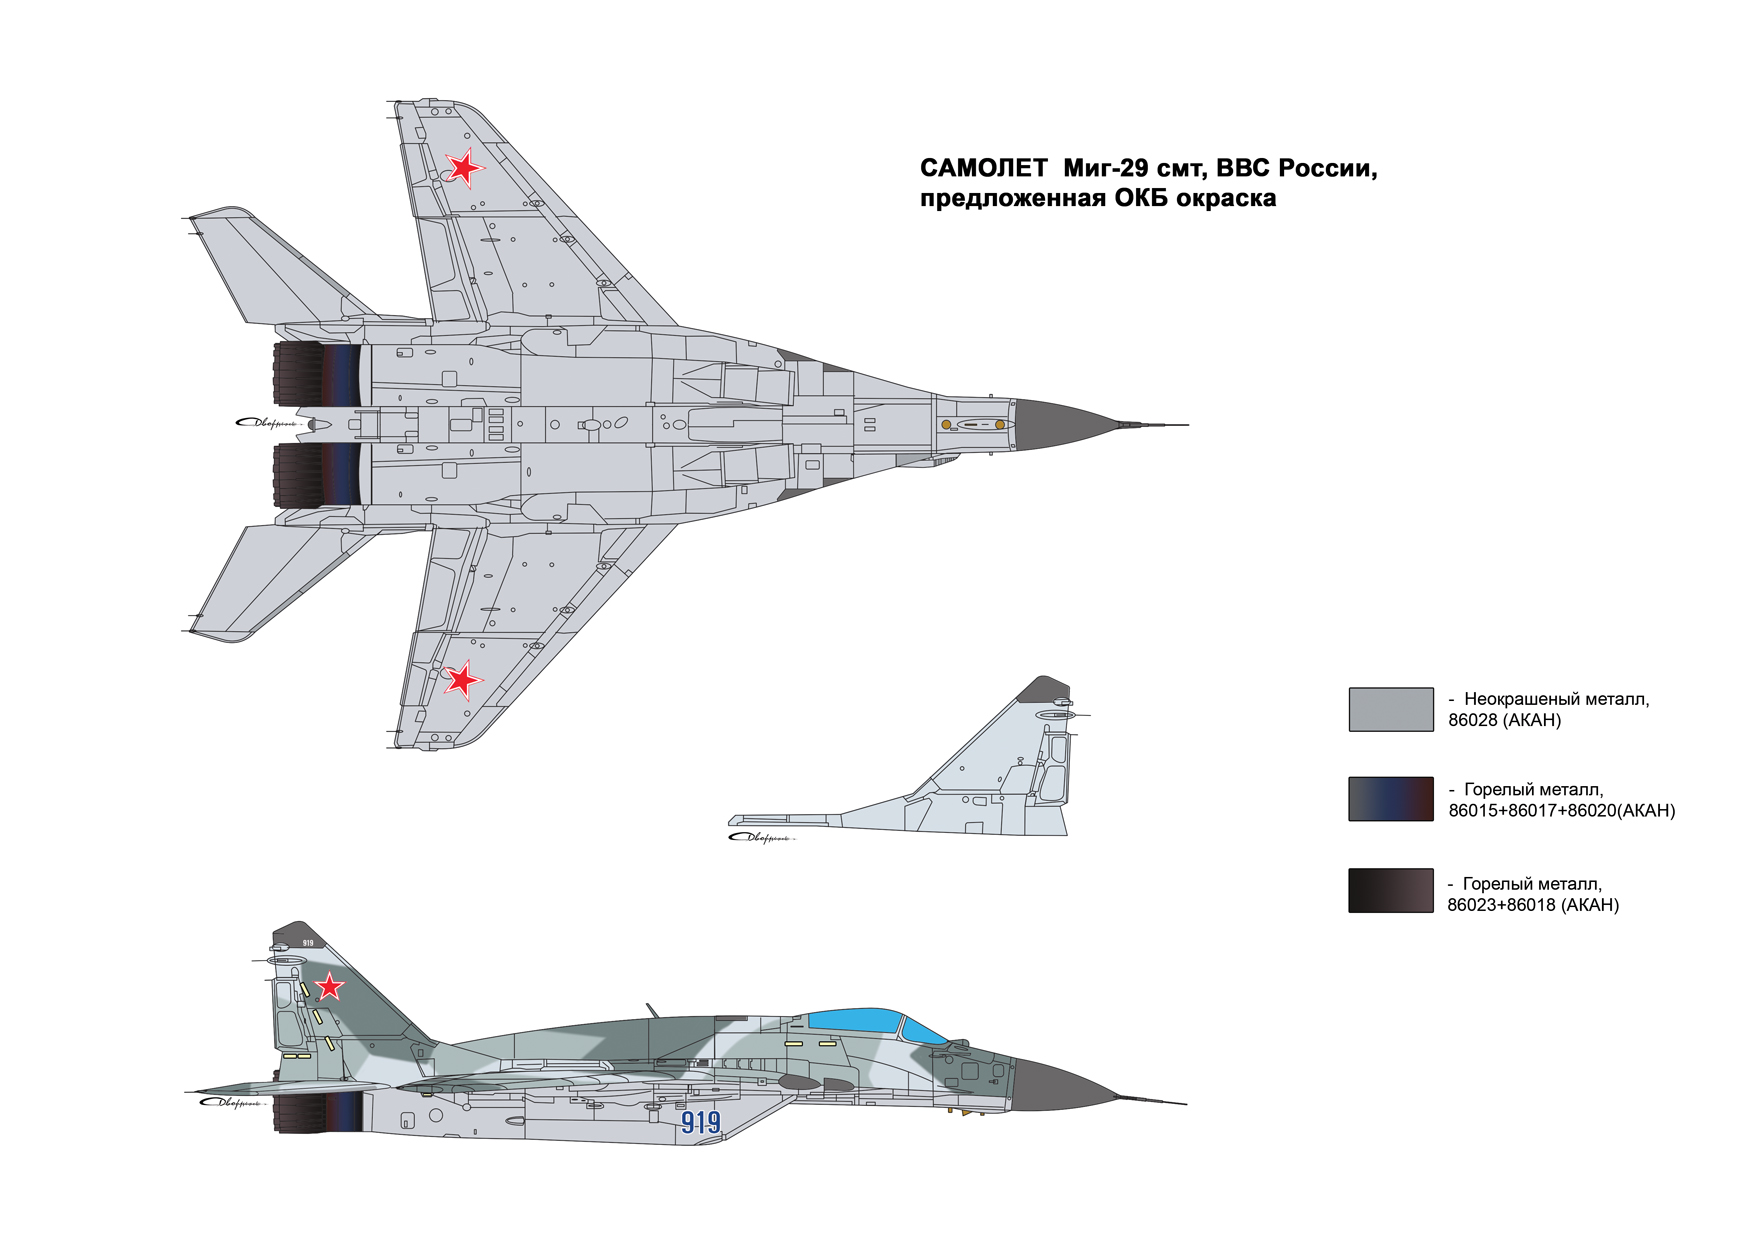 САМОЛЕТ Миг-29 смт, ВВС России,
предложенная ОКБ окраска
- Неокрашеный металл,
86028 (АКАН)
- Горелый металл,
86015+86017+86020(АКАН)
- Горелый металл,
86023+86018 (АКАН)
919
919